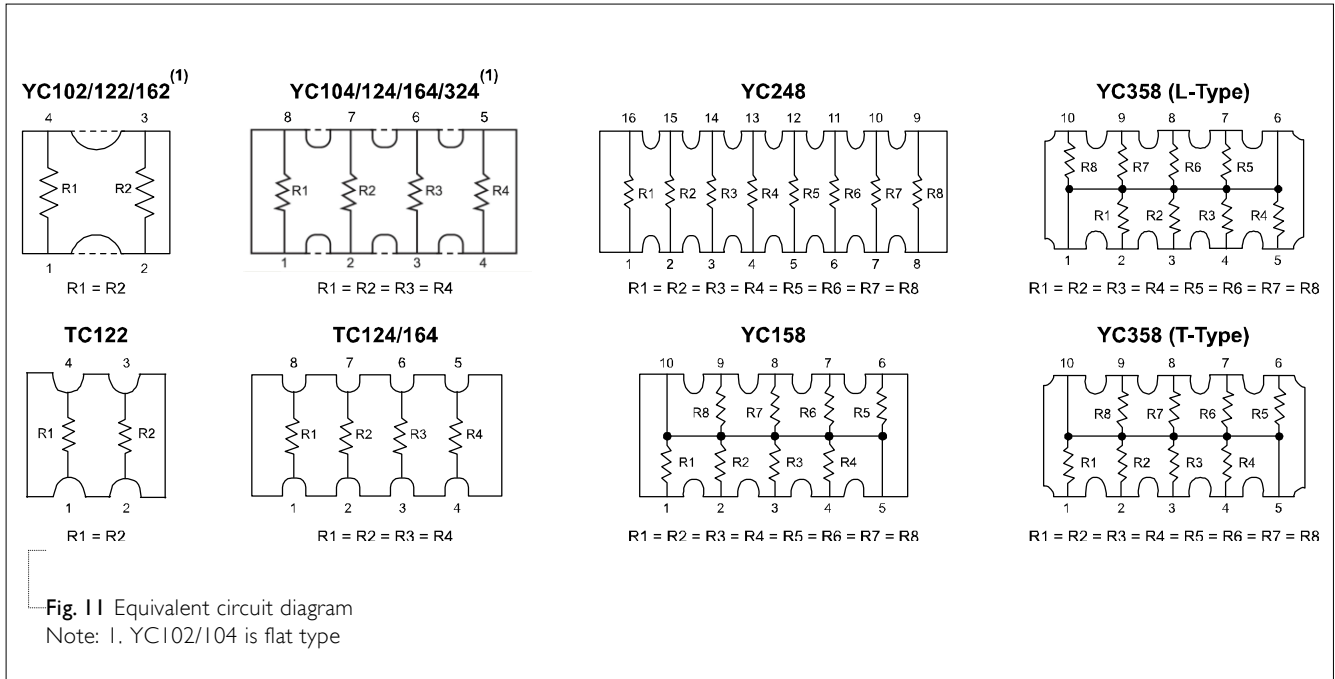 YC102/122/162(1)
4 3
R1 R2
1 2
R1 = R2
YC104/124/164/324(1)
8 7 6 5
R1 R2 R3 R4
1 2 3 4
R1 = R2 = R3 = R4
YC248
16 15 14 13 12 11 10 9
R1 R2 R3 R4 R5 R6 R7 R8
1 2 3 4 5 6 7 8
R1 = R2 = R3 = R4 = R5 = R6 = R7 = R8
YC358 (L-Type)
10 9 8 7 6
R8 R7 R6 R5
R1 R2 R3 R4
1 2 3 4 5
R1 = R2 = R3 = R4 = R5 = R6 = R7 = R8
TC122
4 3
R1 R2
1 2
R1 = R2
TC124/164
8 7 6 5
R1 R2 R3 R4
1 2 3 4
R1 = R2 = R3 = R4
YC158
10 9 8 7 6
R8 R7 R6 R5
R1 R2 R3 R4
1 2 3 4 5
R1 = R2 = R3 = R4 = R5 = R6 = R7 = R8
YC358 (T-Type)
10 9 8 7 6
R8 R7 R6 R5
R1 R2 R3 R4
1 2 3 4 5
R1 = R2 = R3 = R4 = R5 = R6 = R7 = R8
Fig. 11 Equivalent circuit diagram
Note: 1. YC102/104 is flat type